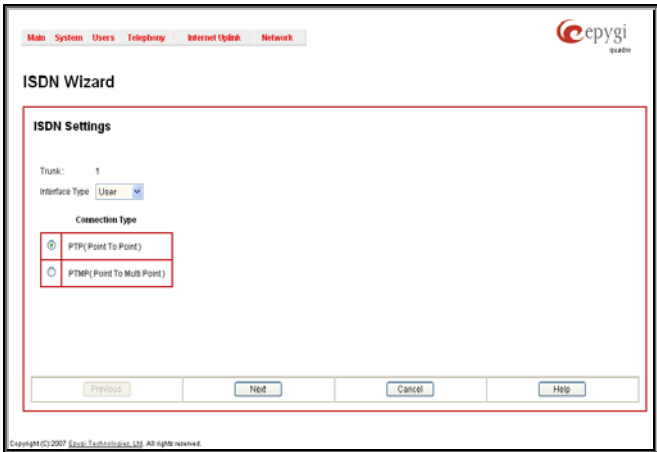 Main System Users Telephony Internet Uplink Network
epygi
quadro
ISDN Wizard
ISDN Settings
Trunk: 1
Interface Type User
Connection Type
PTP( Point To Point )
PTMP( Point To Multi Point )
Previous Next Cancel Help
Copyright (C) 2007 Epygi Technologies, Ltd. All rights reserved.